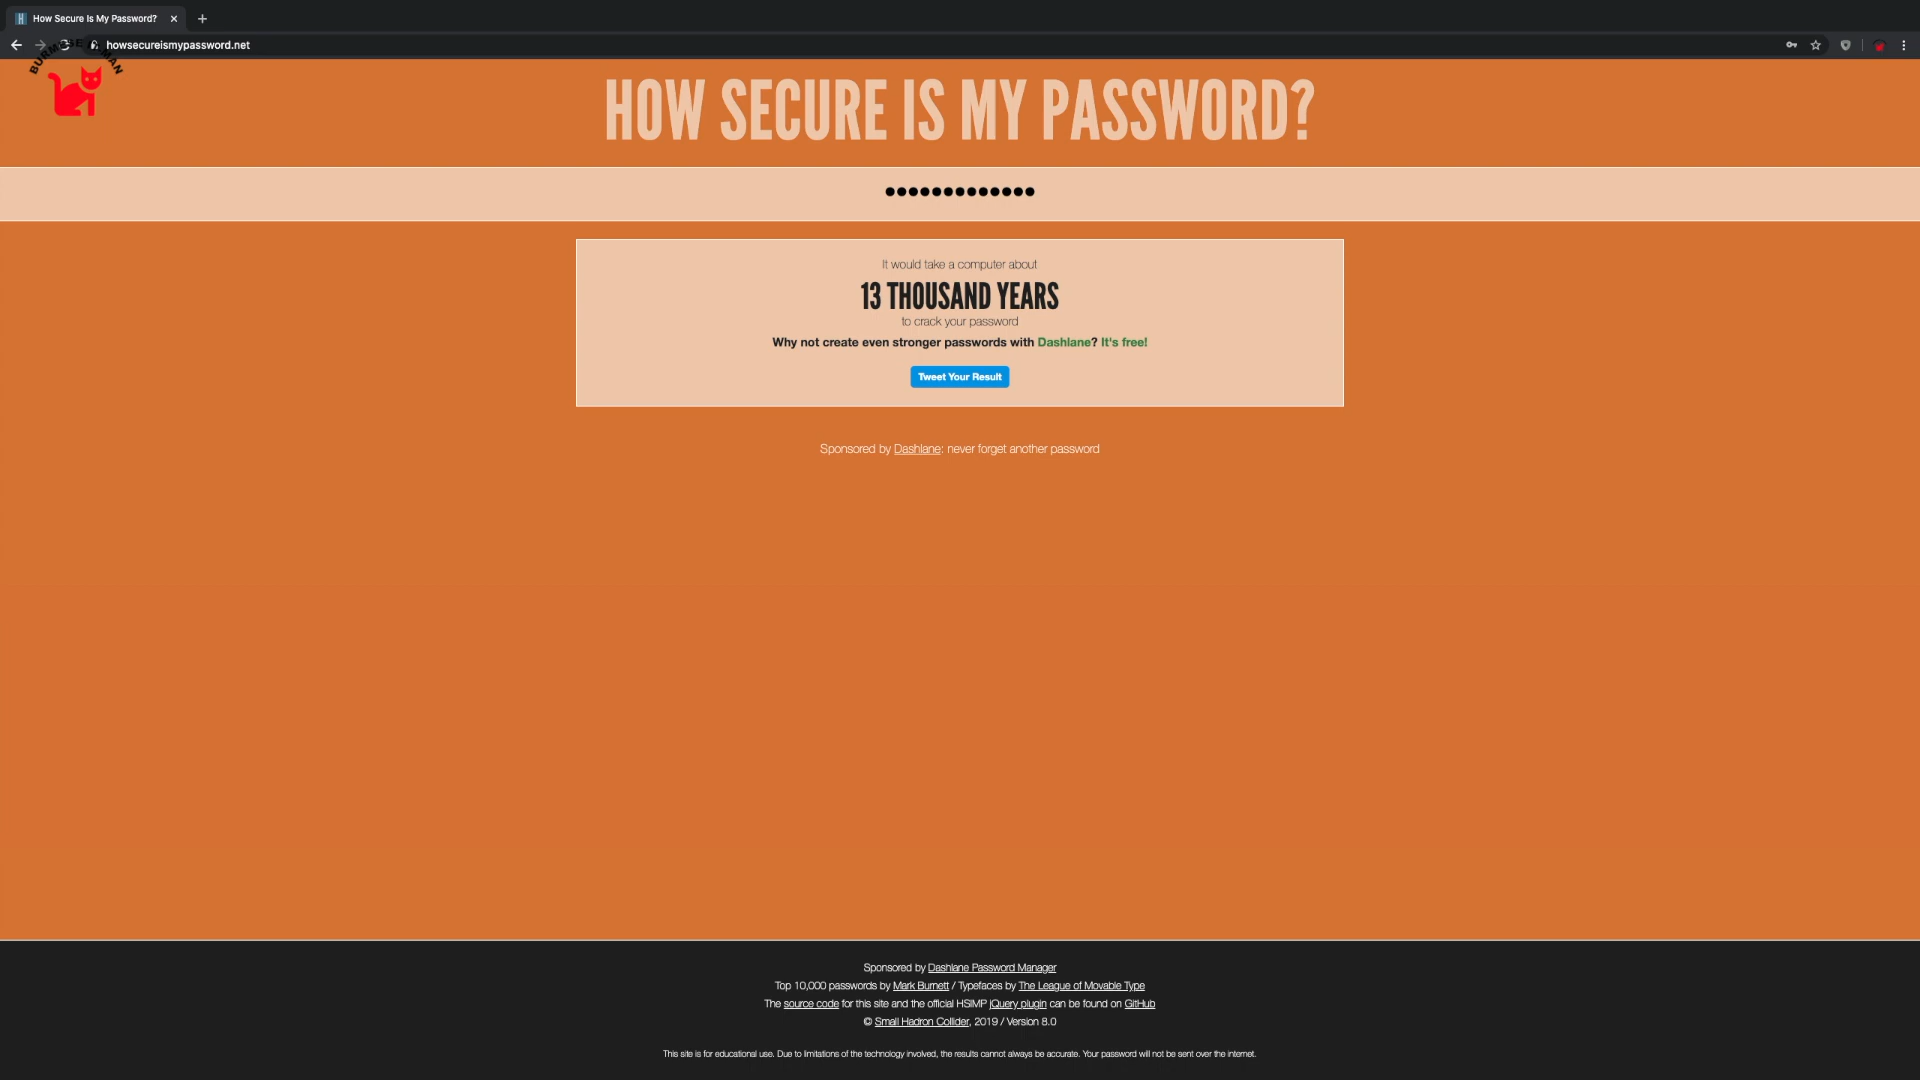 How Secure Is My Password?
howsecureismypassword.net
HOW SECURE IS MY PASSWORD?
It would take a computer about
13 THOUSAND YEARS
to crack your password
Why not create even stronger passwords with Dashlane? It's free!
Tweet Your Result
Sponsored by Dashlane: never forget another password
Sponsored by Dashlane Password Manager
Top 10,000 passwords by Mark Burnett / Typefaces by The League of Movable Type
The source code for this site and the official HSIMP jQuery plugin can be found on GitHub
© Small Hadron Collider, 2019 / Version 8.0
This site is for educational use. Due to limitations of the technology involved, the results cannot always be accurate. Your password will not be sent over the internet.